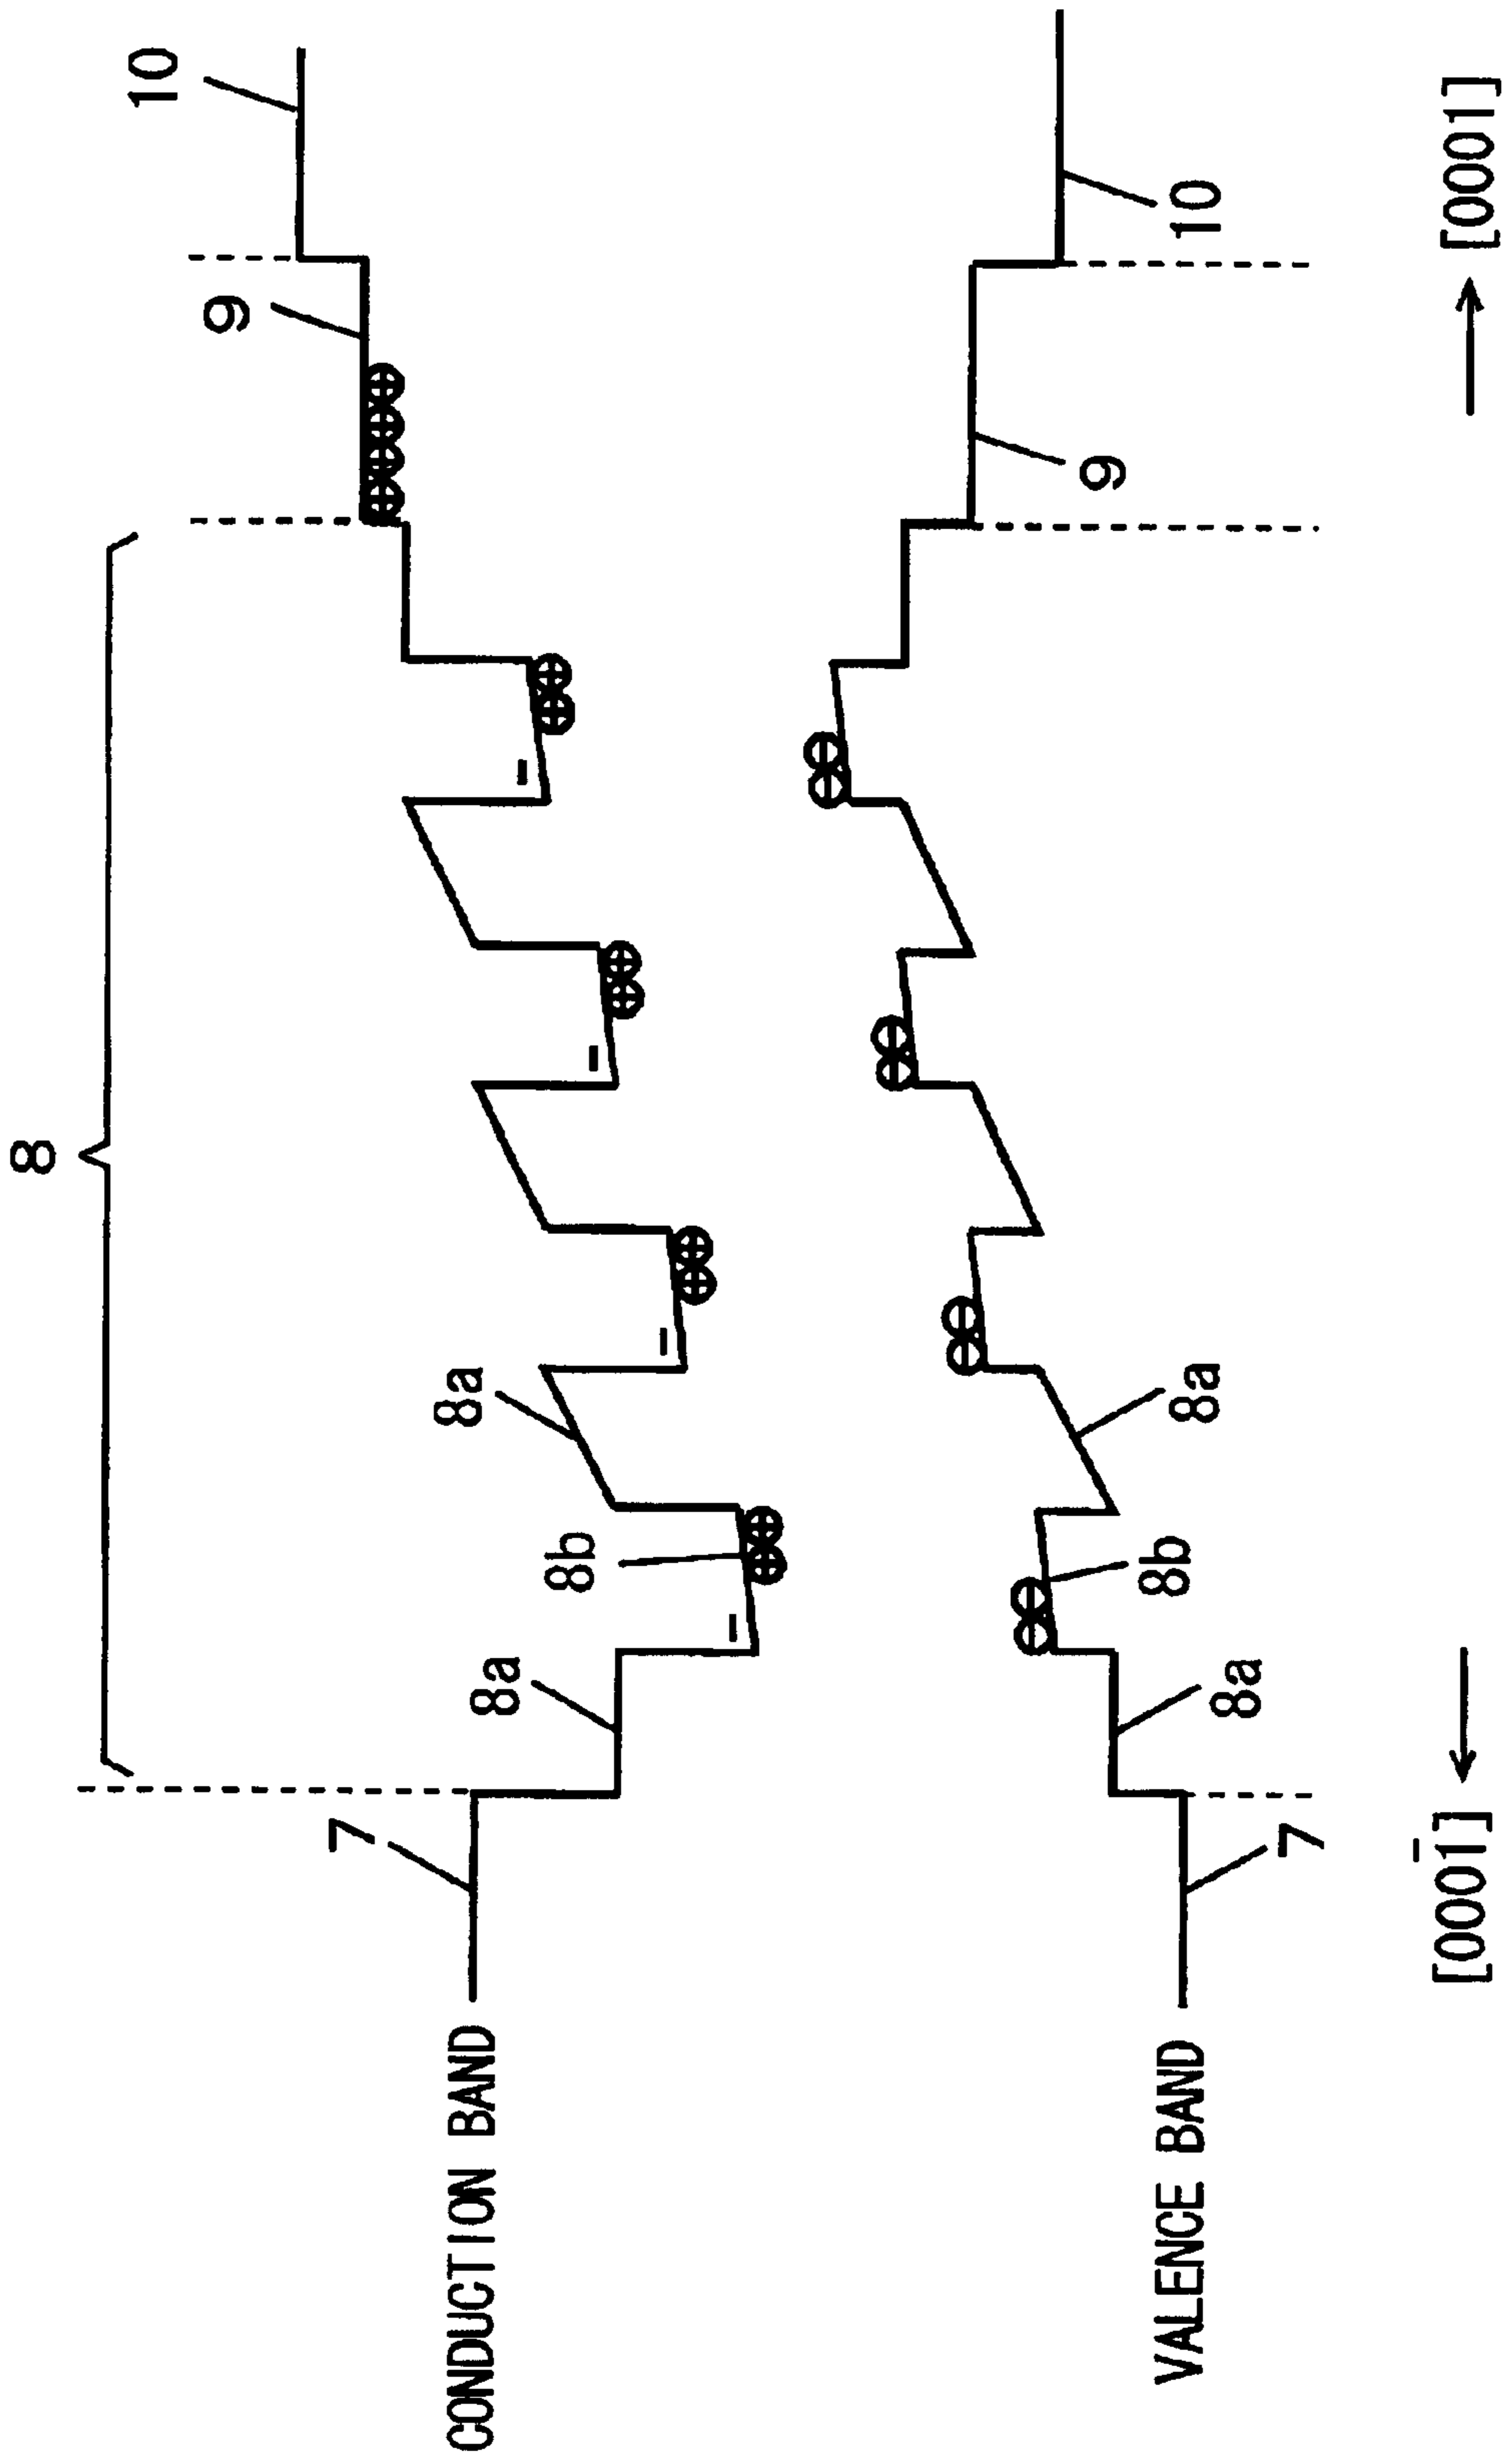 8
10
9
7
8a
CONDUCTION BAND
8a
8b
9
8b
VALENCE BAND
8a
10
8a
7
[0001̄]
[0001]